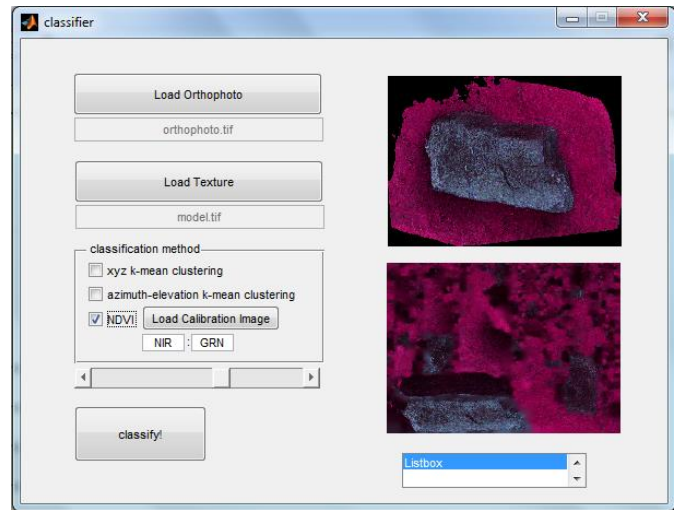 classifier
Load Orthophoto
orthophoto.tif
Load Texture
model.tif
classification method
xyz k-mean clustering
azimuth-elevation k-mean clustering
NDVI Load Calibration Image
NIR : GRN
classify!
Listbox